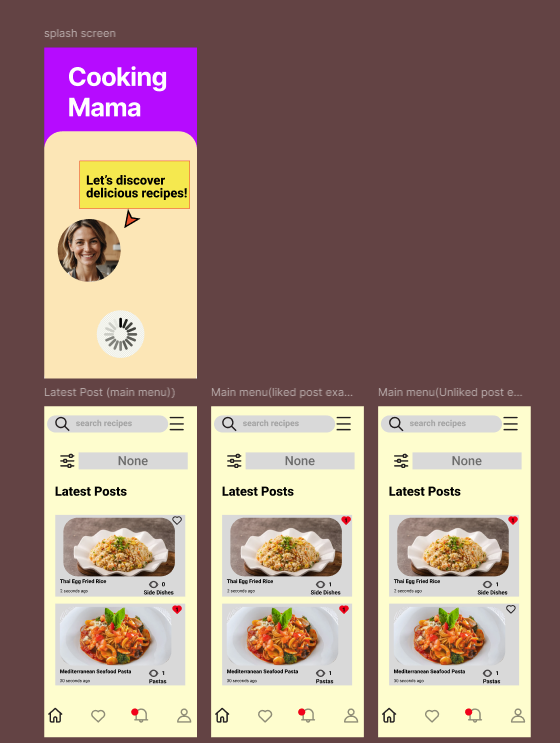 splash screen
Cooking
Mama
Let's discover
delicious recipes!
Latest Post (main menu))
Main menu(liked post exa...
Main menu(Unliked post e...
search recipes
None
Latest Posts
Thai Egg Fried Rice
0
2 seconds ago
Side Dishes
Mediterranean Seafood Pasta
1
30 seconds ago
Pastas
search recipes
None
Latest Posts
Thai Egg Fried Rice
1
2 seconds ago
Side Dishes
Mediterranean Seafood Pasta
1
30 seconds ago
Pastas
search recipes
None
Latest Posts
Thai Egg Fried Rice
1
2 seconds ago
Side Dishes
Mediterranean Seafood Pasta
1
30 seconds ago
Pastas